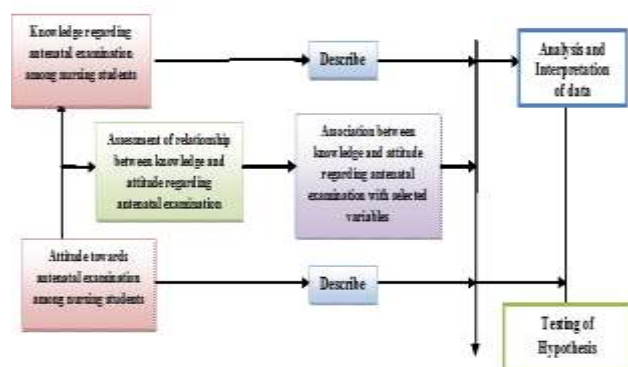 Knowledge regarding
antenatal examination
among nursing students
Describe
Analysis and
Interpretation
of data
Assessment of relationship
between knowledge and
attitude regarding
antenatal examination
Association between
knowledge and attitude
regarding antenatal
examination with selected
variables
Attitude towards
antenatal examination
among nursing students
Describe
Testing of
Hypothesis